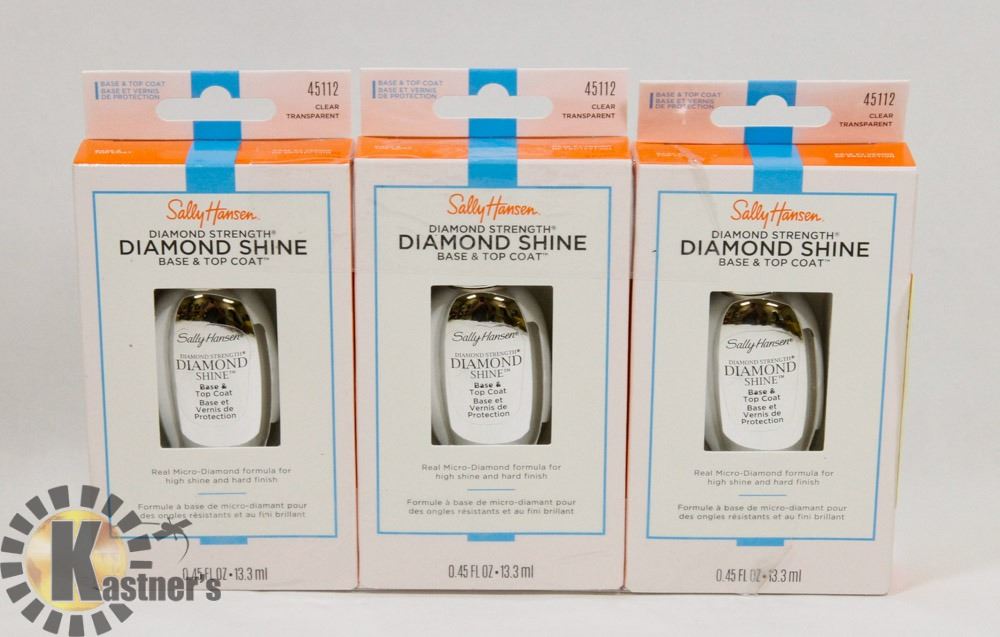 BASE & TOP COAT
BASE ET VERNIS
DE PROTECTION
45112
CLEAR
TRANSPARENT
Sally Hansen.
DIAMOND STRENGTH®
DIAMOND SHINE
BASE & TOP COAT™
Sally Hansen®
DIAMOND STRENGTH®
DIAMOND
SHINE™
Base &
Top Coat
Base et
Vernis de
Protection
Real Micro-Diamond formula for
high shine and hard finish
Formule à base de micro-diamant pour
des ongles résistants et au fini brillant
0.45 FL OZ • 13.3 ml
BASE & TOP COAT
BASE ET VERNIS
DE PROTECTION
45112
CLEAR
TRANSPARENT
Sally Hansen.
DIAMOND STRENGTH®
DIAMOND SHINE
BASE & TOP COAT™
Sally Hansen®
DIAMOND STRENGTH®
DIAMOND
SHINE™
Base &
Top Coat
Base et
Vernis de
Protection
Real Micro-Diamond formula for
high shine and hard finish
Formule à base de micro-diamant pour
des ongles résistants et au fini brillant
0.45 FL OZ • 13.3 ml
BASE & TOP COAT
BASE ET VERNIS
DE PROTECTION
45112
CLEAR
TRANSPARENT
Sally Hansen.
DIAMOND STRENGTH®
DIAMOND SHINE
BASE & TOP COAT™
Sally Hansen®
DIAMOND STRENGTH®
DIAMOND
SHINE™
Base &
Top Coat
Base et
Vernis de
Protection
Real Micro-Diamond formula for
high shine and hard finish
Formule à base de micro-diamant pour
des ongles résistants et au fini brillant
0.45 FL OZ • 13.3 ml
Kastner's